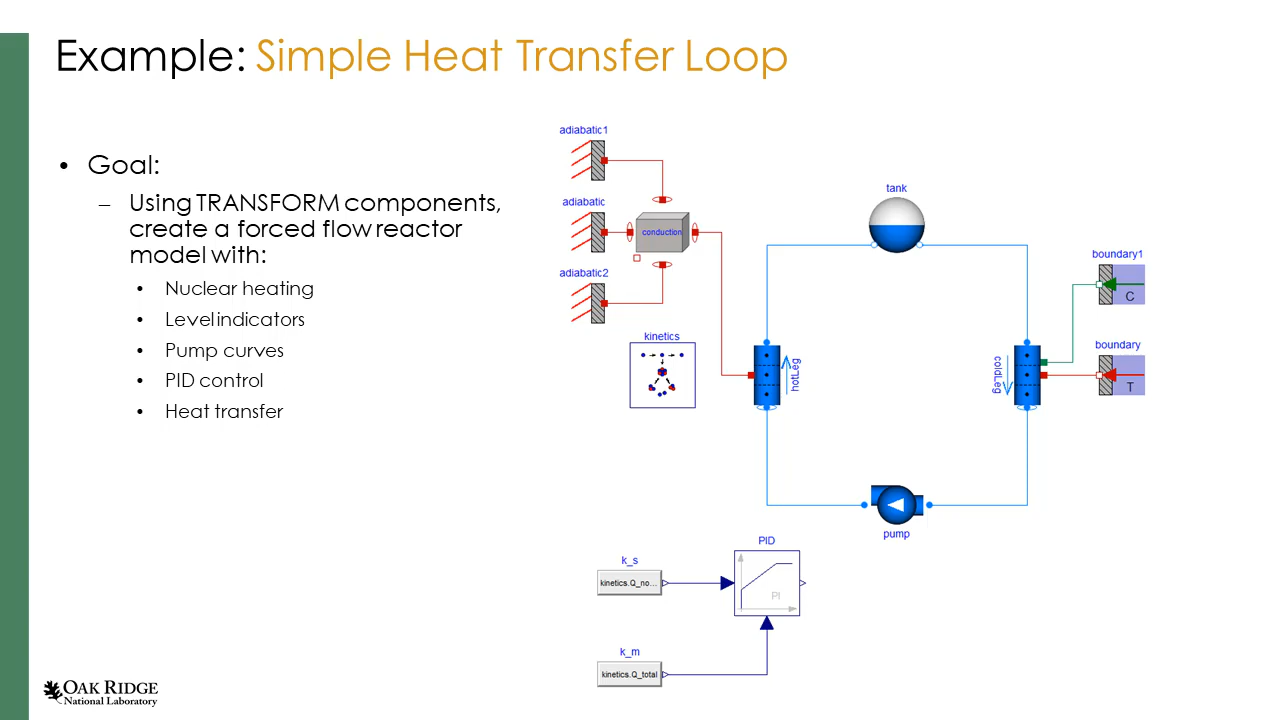 Example: Simple Heat Transfer Loop
• Goal:
– Using TRANSFORM components,
create a forced flow reactor
model with:
• Nuclear heating
• Level indicators
• Pump curves
• PID control
• Heat transfer
adiabatic1
adiabatic
conduction
adiabatic2
kinetics
tank
boundary1
C
boundary
T
hotLeg
coldLeg
pump
PID
PI
k_s
kinetics.Q_no...
k_m
kinetics.Q_total
OAK RIDGE
National Laboratory